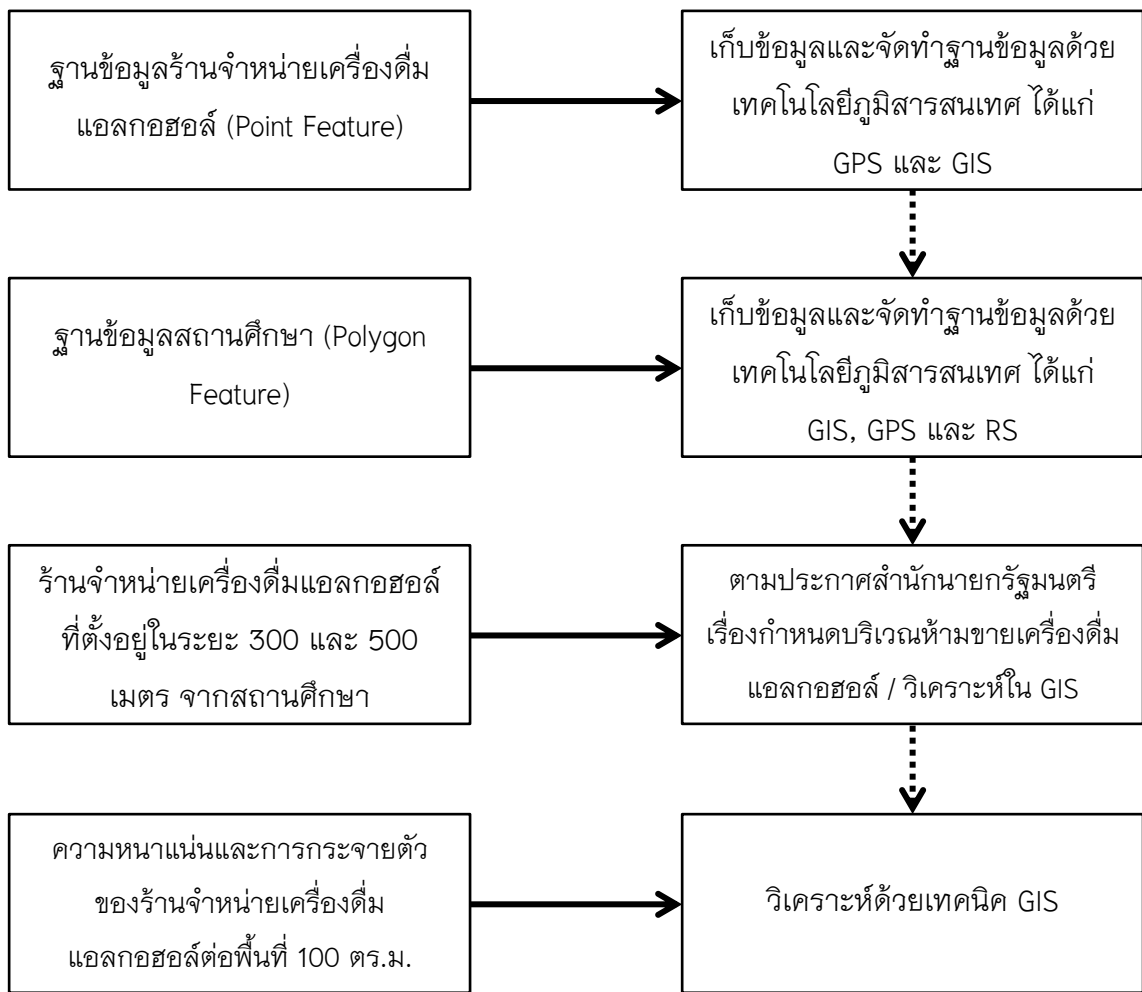 ฐานข้อมูลร้านจำหน่ายเครื่องดื่ม
แอลกอฮอล์ (Point Feature)
เก็บข้อมูลและจัดทำฐานข้อมูลด้วย
เทคโนโลยีภูมิสารสนเทศ ได้แก่
GPS และ GIS
ฐานข้อมูลสถานศึกษา (Polygon
Feature)
เก็บข้อมูลและจัดทำฐานข้อมูลด้วย
เทคโนโลยีภูมิสารสนเทศ ได้แก่
GIS, GPS และ RS
ร้านจำหน่ายเครื่องดื่มแอลกอฮอล์
ที่ตั้งอยู่ในระยะ 300 และ 500
เมตร จากสถานศึกษา
ตามประกาศสำนักนายกรัฐมนตรี
เรื่องกำหนดบริเวณห้ามขายเครื่องดื่ม
แอลกอฮอล์ / วิเคราะห์ใน GIS
ความหนาแน่นและการกระจายตัว
ของร้านจำหน่ายเครื่องดื่ม
แอลกอฮอล์ต่อพื้นที่ 100 ตร.ม.
วิเคราะห์ด้วยเทคนิค GIS